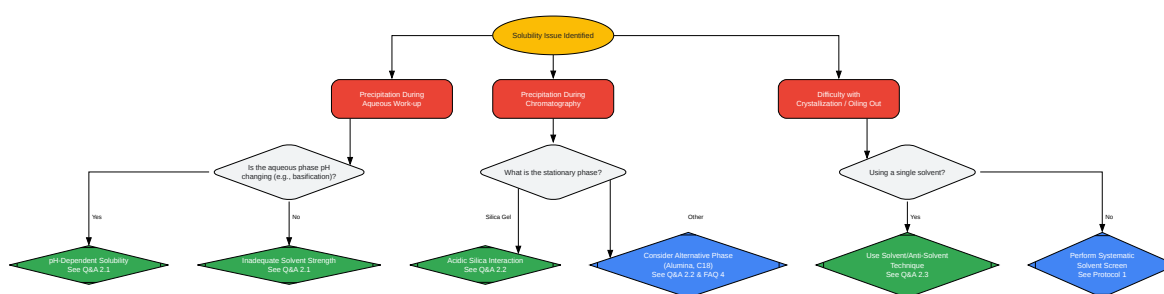 Solubility Issue Identified
Precipitation During
Aqueous Work-up
Precipitation During
Chromatography
Difficulty with
Crystallization / Oiling Out
Is the aqueous phase pH
changing (e.g., basification)?
What is the stationary phase?
Using a single solvent?
Yes
No
Silica Gel
Other
Yes
No
pH-Dependent Solubility
See Q&A 2.1
Inadequate Solvent Strength
See Q&A 2.1
Acidic Silica Interaction
See Q&A 2.2
Consider Alternative Phase
(Alumina, C18)
See Q&A 2.2 & FAQ 4
Use Solvent/Anti-Solvent
Technique
See Q&A 2.3
Perform Systematic
Solvent Screen
See Protocol 1